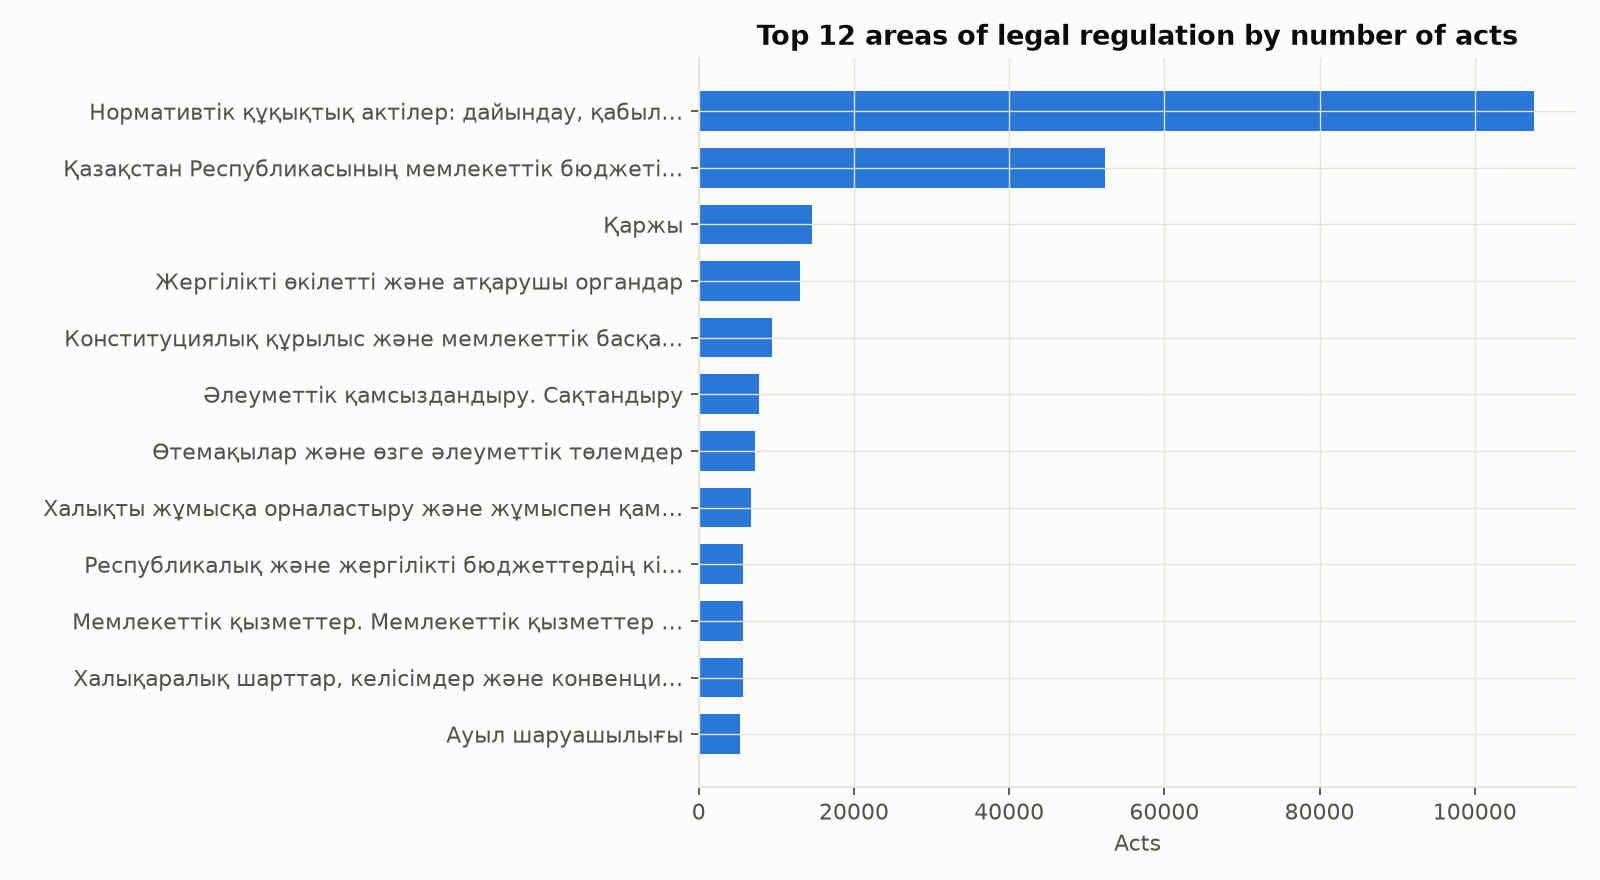 Top 12 areas of legal regulation by number of acts
Нормативтік құқықтық актілер: дайындау, қабыл...
Қазақстан Республикасының мемлекеттік бюджеті...
Қаржы
Жергілікті өкілетті және атқарушы органдар
Конституциялық құрылыс және мемлекеттік басқа...
Әлеуметтік қамсыздандыру. Сақтандыру
Өтемақылар және өзге әлеуметтік төлемдер
Халықты жұмысқа орналастыру және жұмыспен қам...
Республикалық және жергілікті бюджеттердің кі...
Мемлекеттік қызметтер. Мемлекеттік қызметтер ...
Халықаралық шарттар, келісімдер және конвенци...
Ауыл шаруашылығы
0 20000 40000 60000 80000 100000
Acts